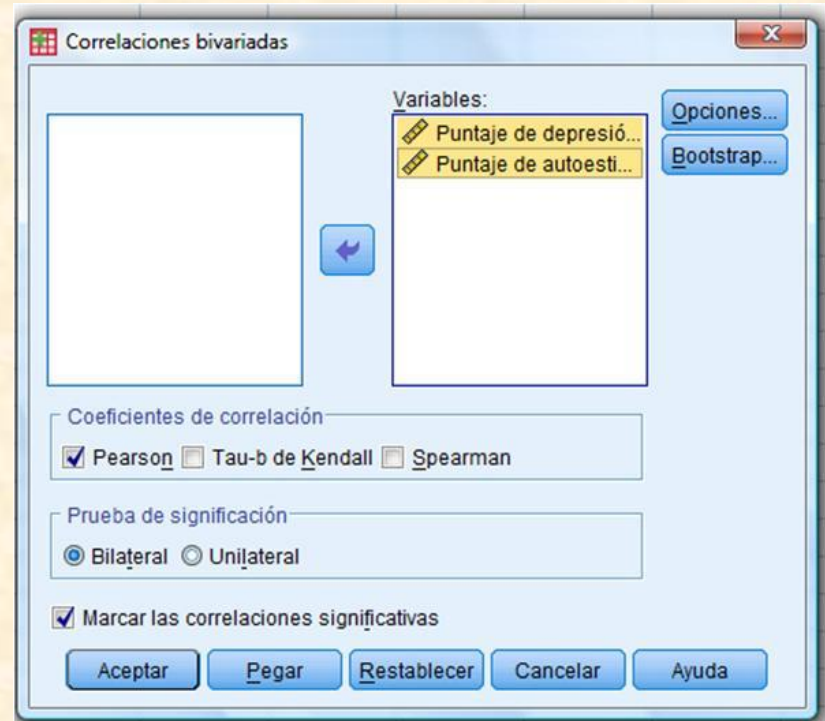 Correlaciones bivariadas
Variables:
Puntaje de depresió...
Puntaje de autoesti...
Opciones...
Bootstrap...
Coeficientes de correlación
Pearson Tau-b de Kendall Spearman
Prueba de significación
Bilateral Unilateral
Marcar las correlaciones significativas
Aceptar Pegar Restablecer Cancelar Ayuda